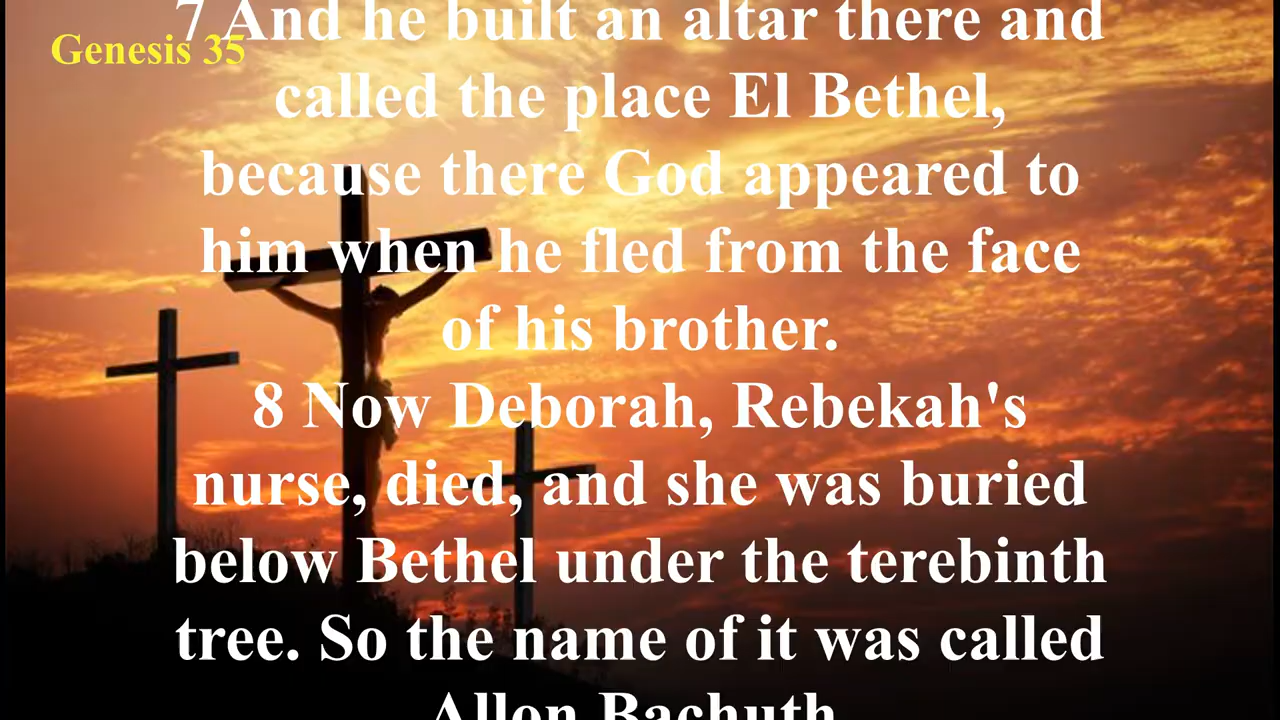 7 And he built an altar there and
Genesis 35
called the place El Bethel,
because there God appeared to
him when he fled from the face
of his brother.
8 Now Deborah, Rebekah's
nurse, died, and she was buried
below Bethel under the terebinth
tree. So the name of it was called
Allon Bachuth